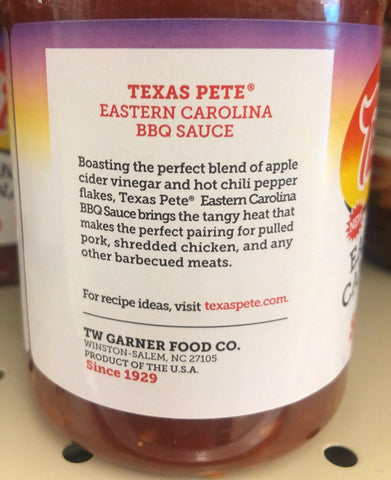 TEXAS PETE®
EASTERN CAROLINA
BBQ SAUCE
Boasting the perfect blend of apple
cider vinegar and hot chili pepper
flakes, Texas Pete® Eastern Carolina
BBQ Sauce brings the tangy heat that
makes the perfect pairing for pulled
pork, shredded chicken, and any
other barbecued meats.
For recipe ideas, visit texaspete.com.
TW GARNER FOOD CO.
WINSTON-SALEM, NC 27105
PRODUCT OF THE U.S.A.
Since 1929